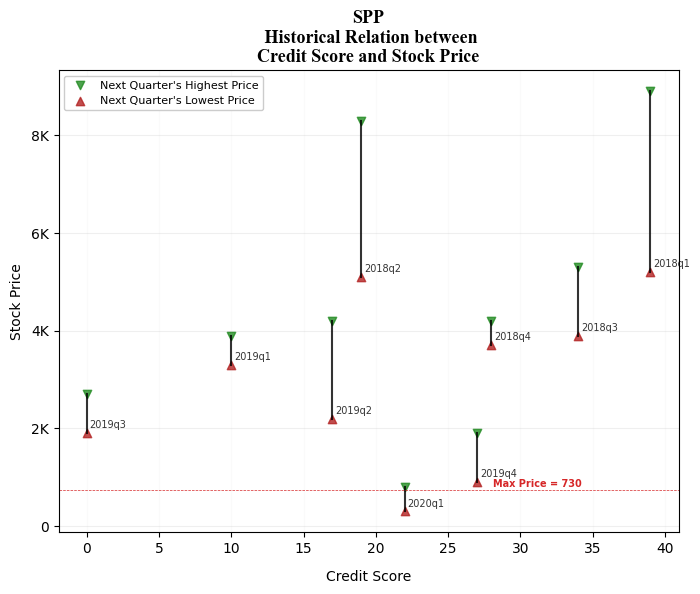 SPP
Historical Relation between
Credit Score and Stock Price
Next Quarter's Highest Price
Next Quarter's Lowest Price
8K
6K
4K
2K
0
Stock Price
2018q1
2018q2
2018q3
2018q4
2019q1
2019q2
2019q3
2019q4
Max Price = 730
2020q1
0 5 10 15 20 25 30 35 40
Credit Score